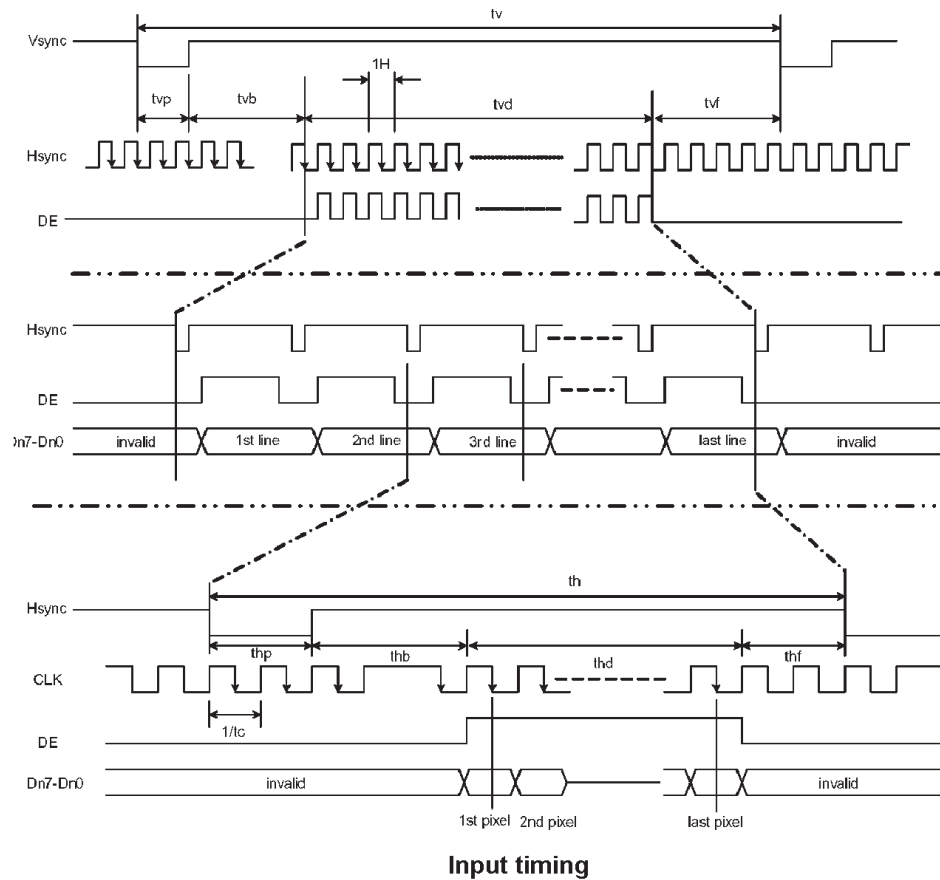 tv
Vsync
1H
tvp
tvb
tvd
tvf
Hsync
DE
Hsync
DE
Dn7-Dn0
invalid
1st line
2nd line
3rd line
last line
invalid
th
Hsync
thp
thb
thd
thf
CLK
1/tc
DE
Dn7-Dn0
invalid
invalid
1st pixel
2nd pixel
last pixel
Input timing